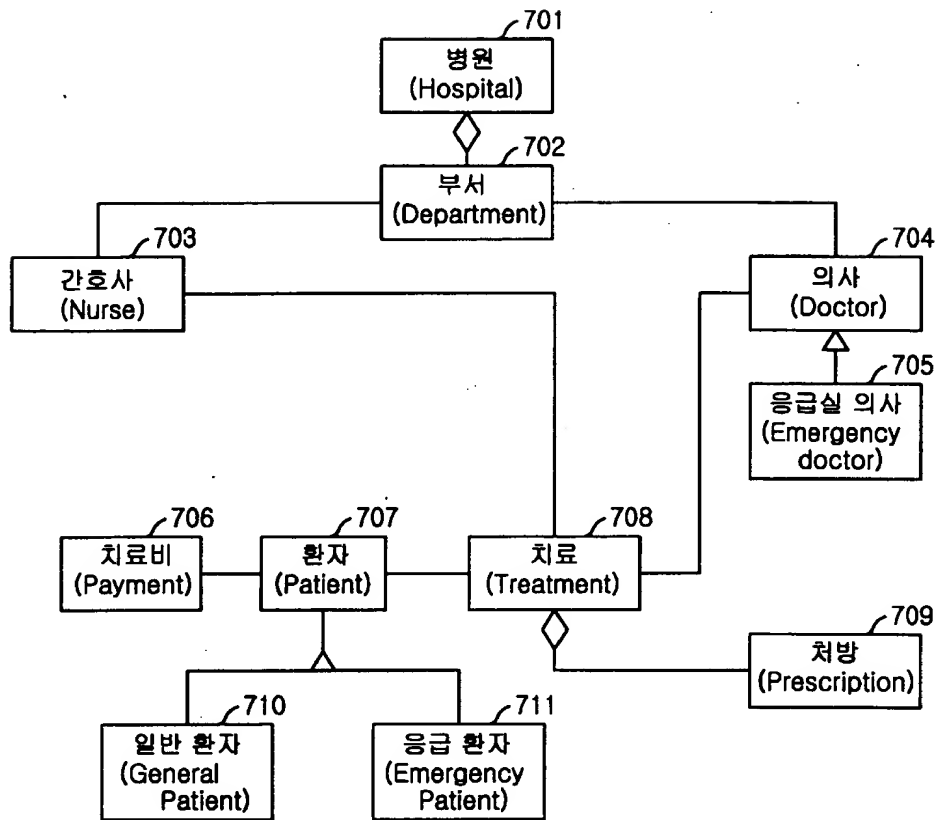 701
병원
(Hospital)
702
부서
(Department)
703
간호사
(Nurse)
704
의사
(Doctor)
705
응급실 의사
(Emergency
doctor)
706
치료비
(Payment)
707
환자
(Patient)
708
치료
(Treatment)
709
처방
(Prescription)
710
일반 환자
(General
Patient)
711
응급 환자
(Emergency
Patient)